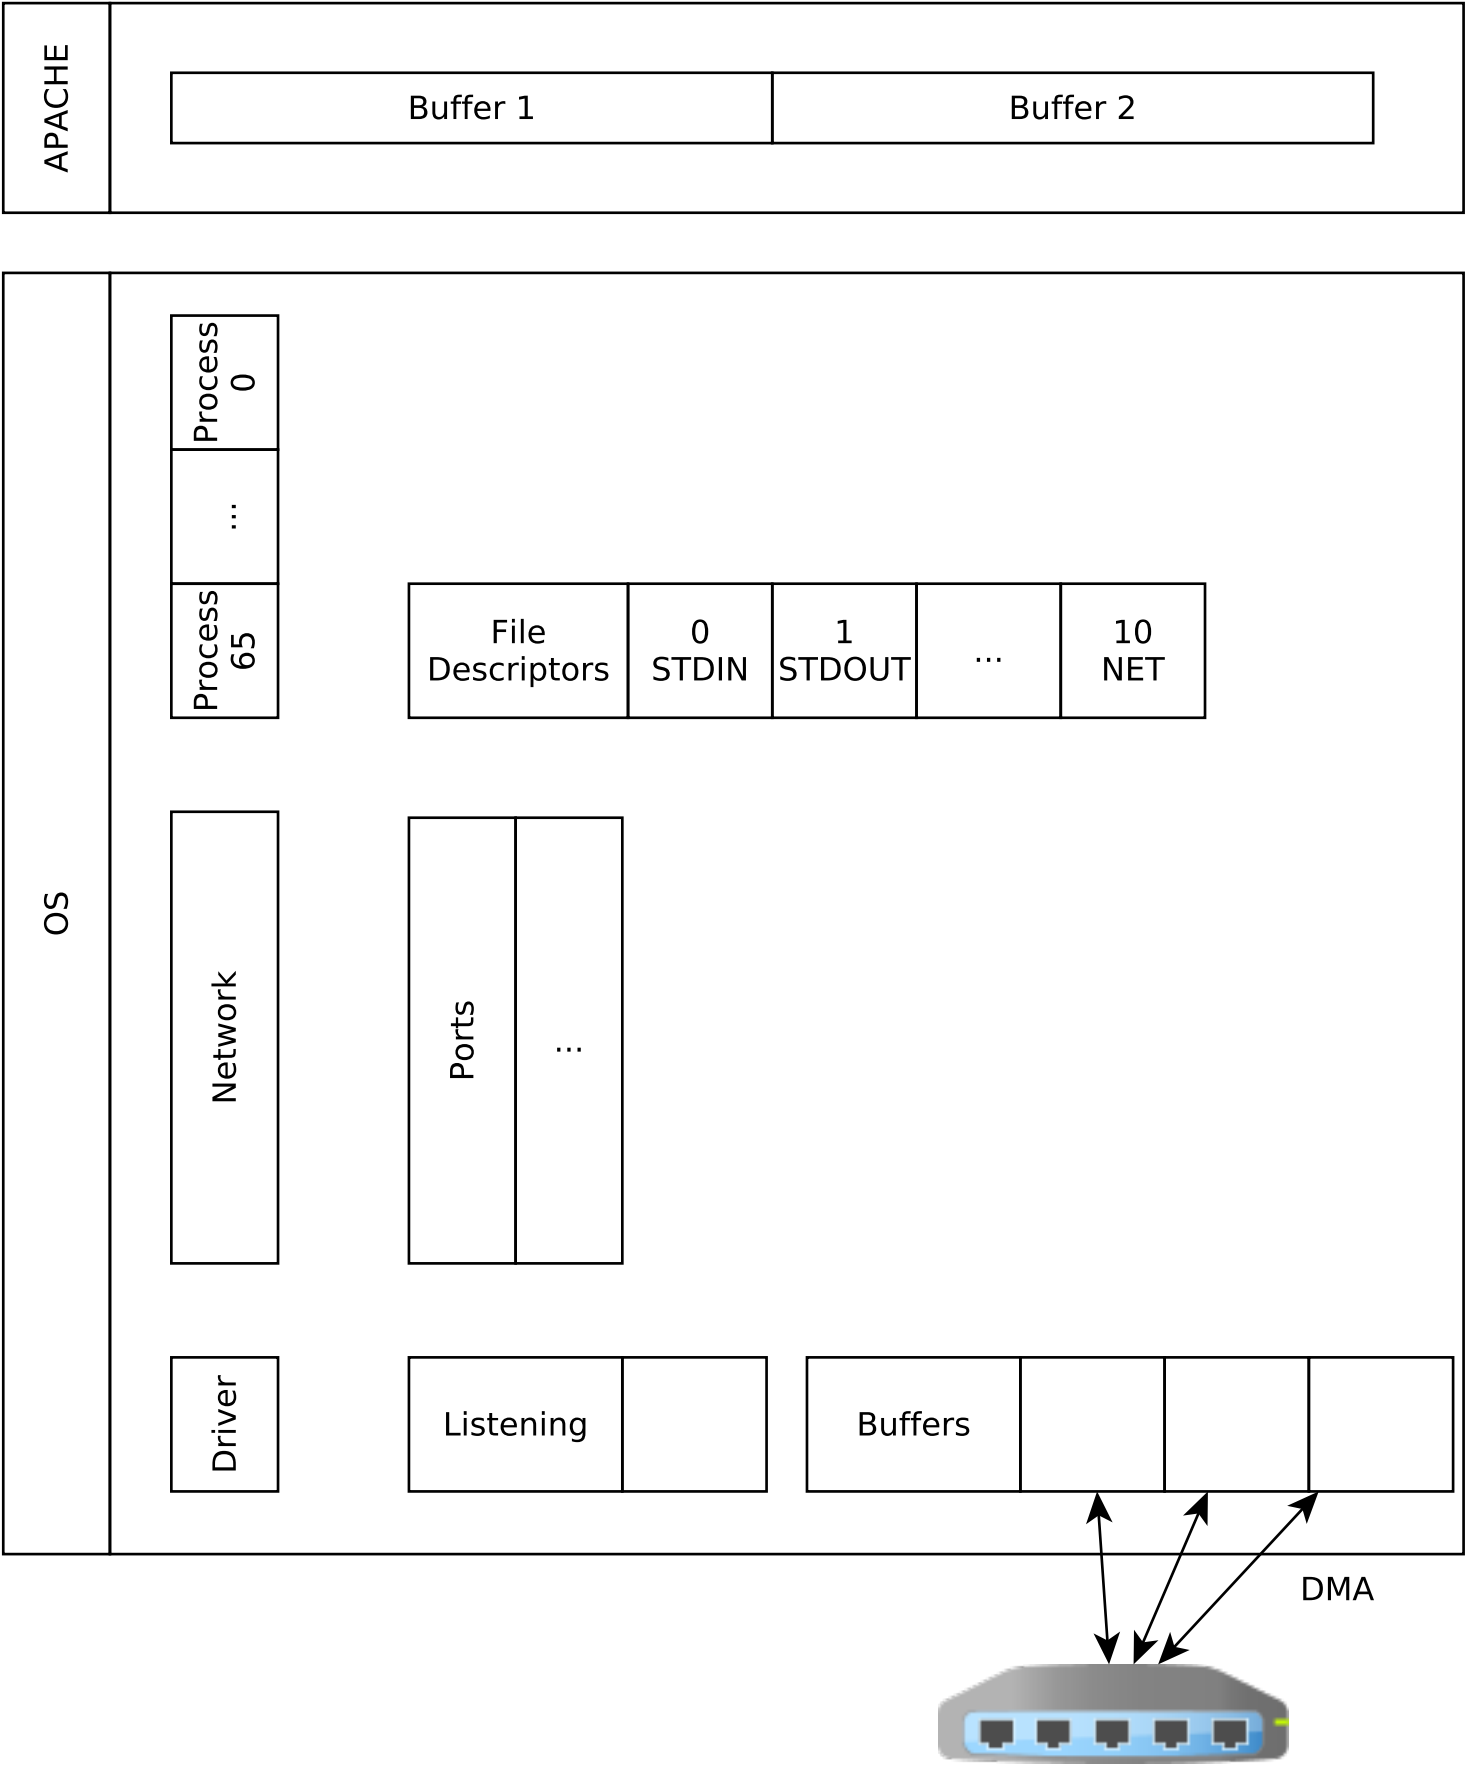 APACHE
Buffer 1
Buffer 2
OS
Process
0
...
Process
65
File
Descriptors
0
STDIN
1
STDOUT
...
10
NET
Network
Ports
...
Driver
Listening
Buffers
DMA